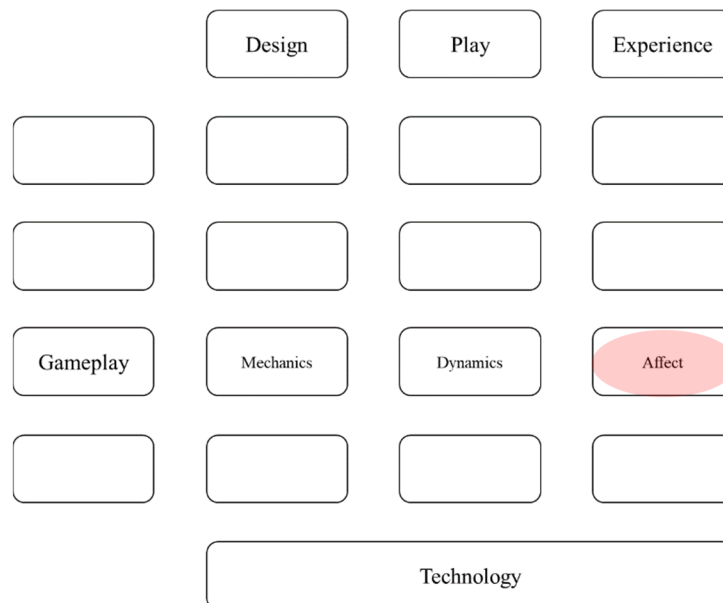 Design
Play
Experience
Gameplay
Mechanics
Dynamics
Affect
Technology